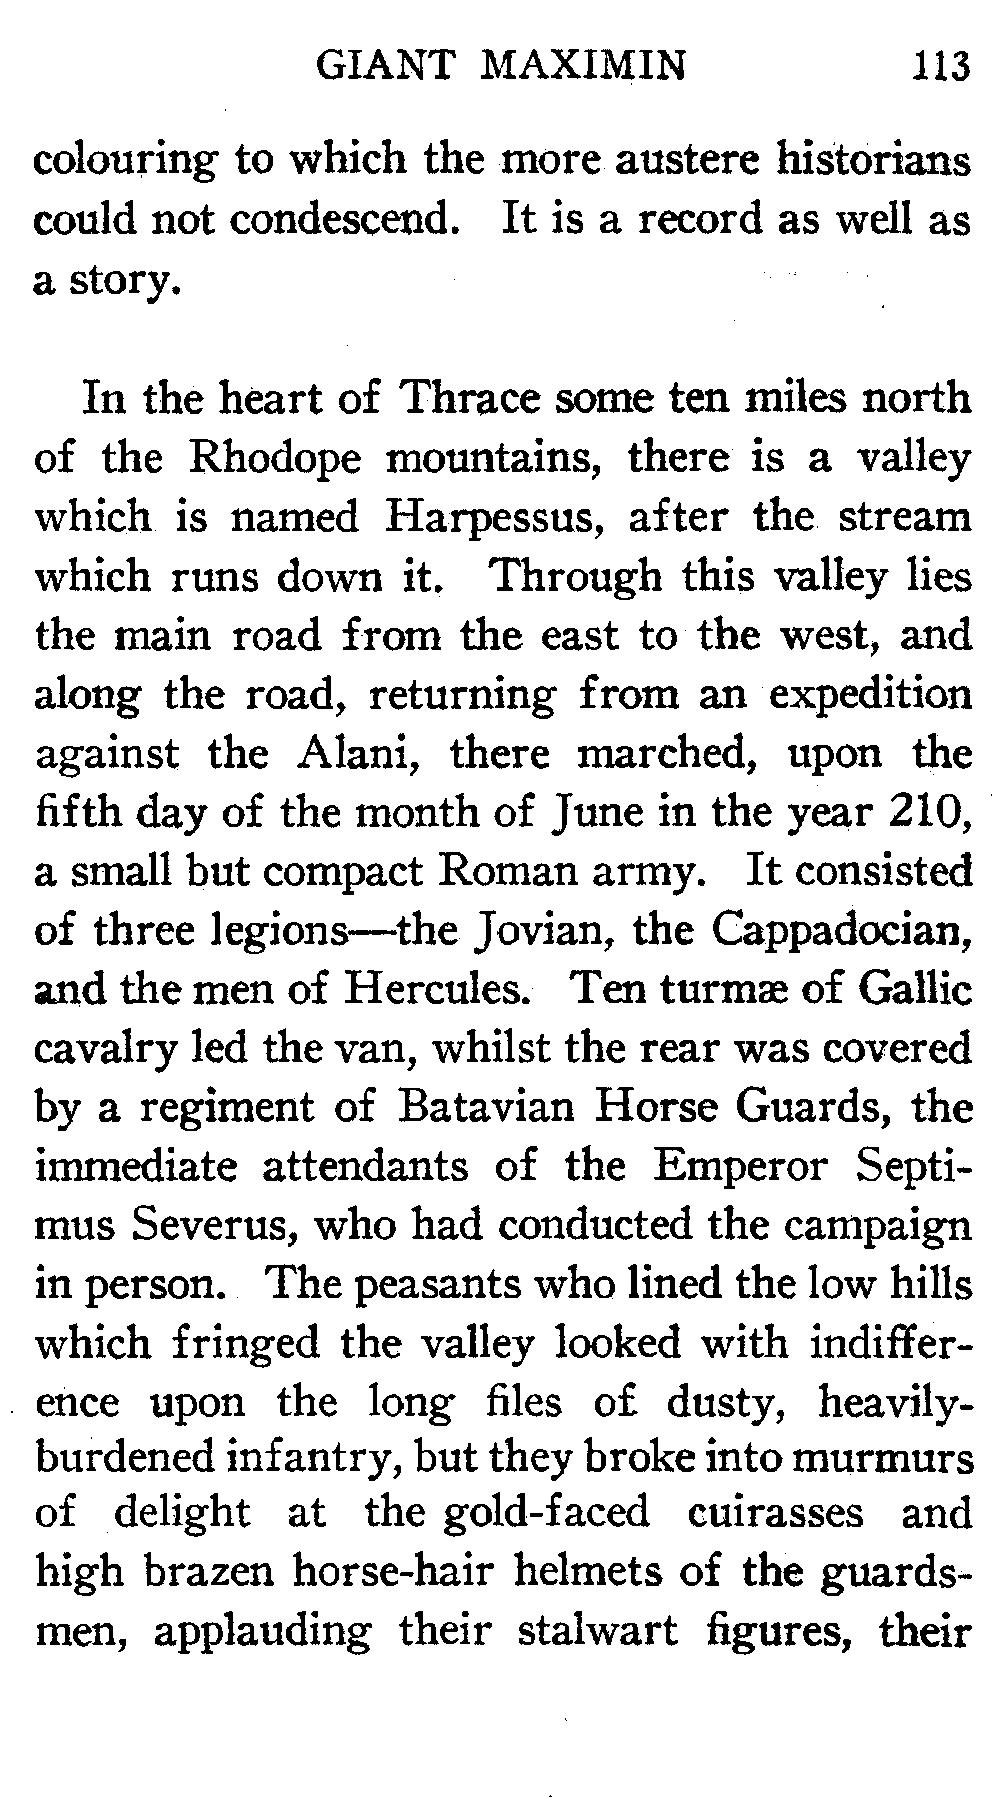 GIANT MAXIMIN 113
colouring to which the more austere historians
could not condescend. It is a record as well as
a story.
In the heart of Thrace some ten miles north
of the Rhodope mountains, there is a valley
which is named Harpessus, after the stream
which runs down it. Through this valley lies
the main road from the east to the west, and
along the road, returning from an expedition
against the Alani, there marched, upon the
fifth day of the month of June in the year 210,
a small but compact Roman army. It consisted
of three legions—the Jovian, the Cappadocian,
and the men of Hercules. Ten turmæ of Gallic
cavalry led the van, whilst the rear was covered
by a regiment of Batavian Horse Guards, the
immediate attendants of the Emperor Septi-
mus Severus, who had conducted the campaign
in person. The peasants who lined the low hills
which fringed the valley looked with indiffer-
ence upon the long files of dusty, heavily-
burdened infantry, but they broke into murmurs
of delight at the gold-faced cuirasses and
high brazen horse-hair helmets of the guards-
men, applauding their stalwart figures, their